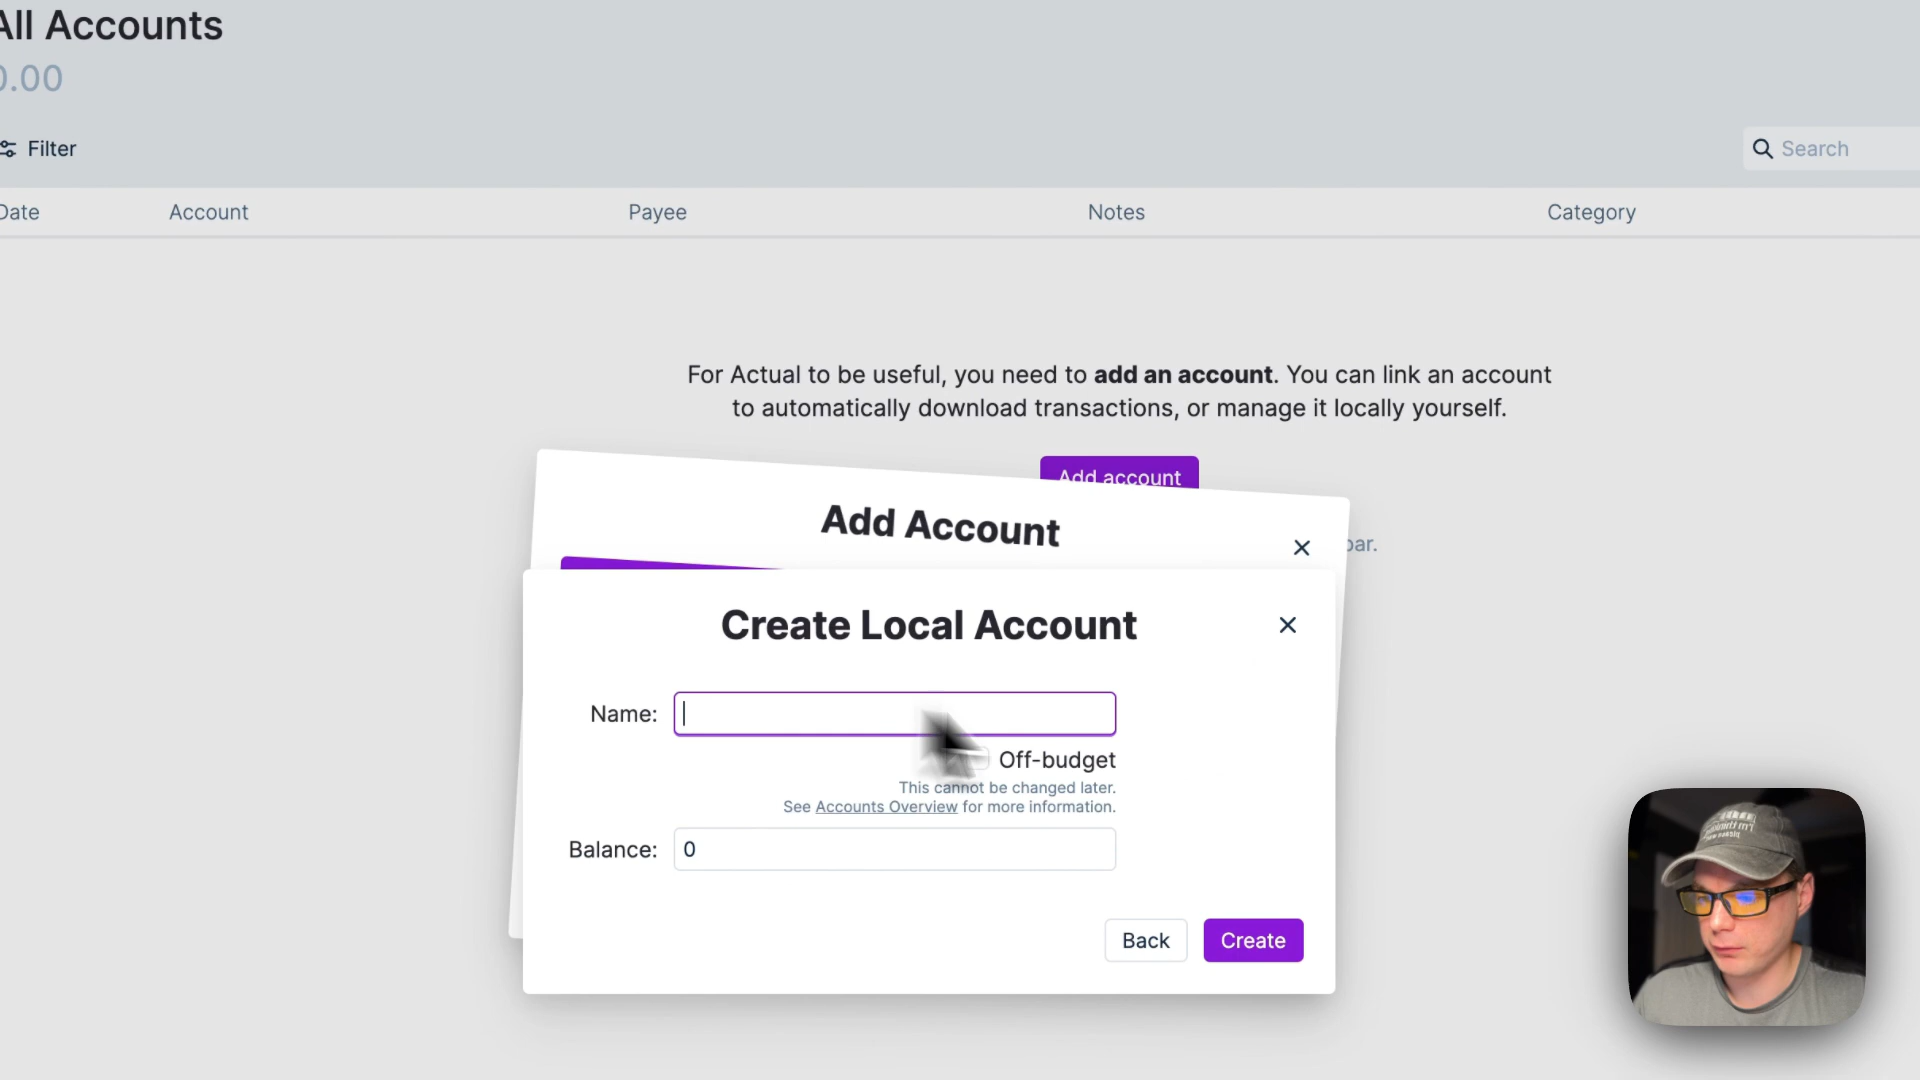 All Accounts
0.00
Filter
Search
Date Account Payee Notes Category
For Actual to be useful, you need to add an account. You can link an account
to automatically download transactions, or manage it locally yourself.
Add account
Add Account
bar.
Create Local Account
Name:
Off-budget
This cannot be changed later.
See Accounts Overview for more information.
Balance: 0
Back Create